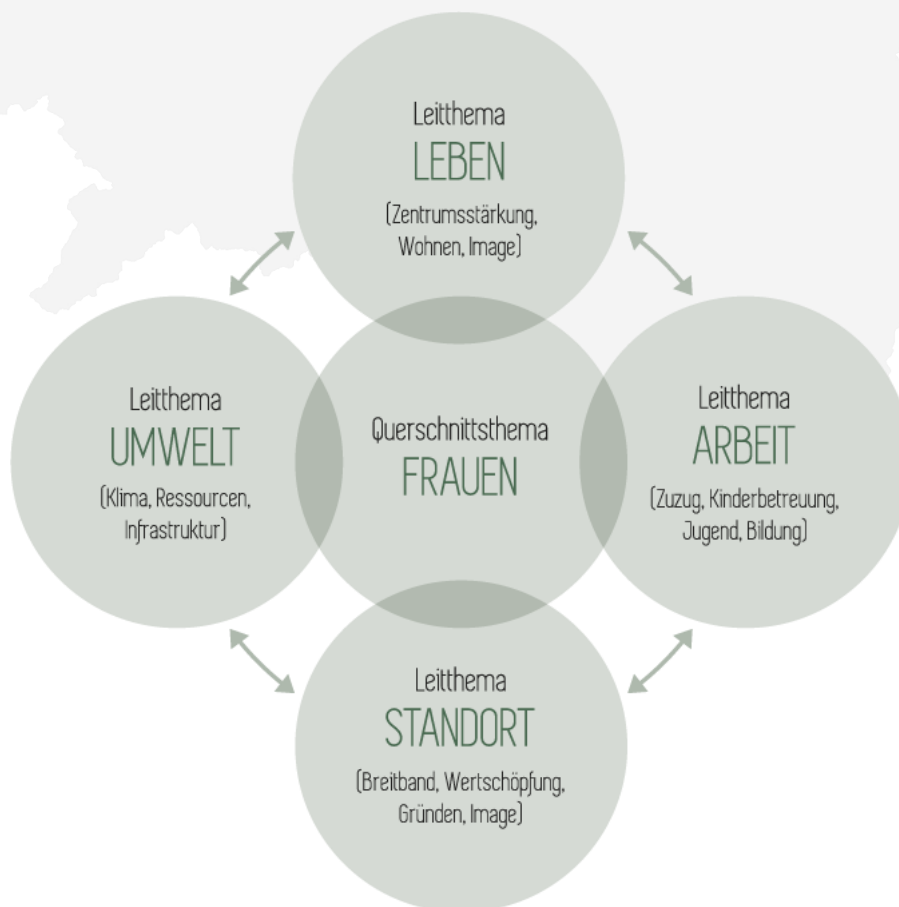 Leitthema
LEBEN
(Zentrumsstärkung,
Wohnen, Image)
Leitthema
UMWELT
(Klima, Ressourcen,
Infrastruktur)
Querschnittsthema
FRAUEN
Leitthema
ARBEIT
(Zuzug, Kinderbetreuung,
Jugend, Bildung)
Leitthema
STANDORT
(Breitband, Wertschöpfung,
Gründen, Image)